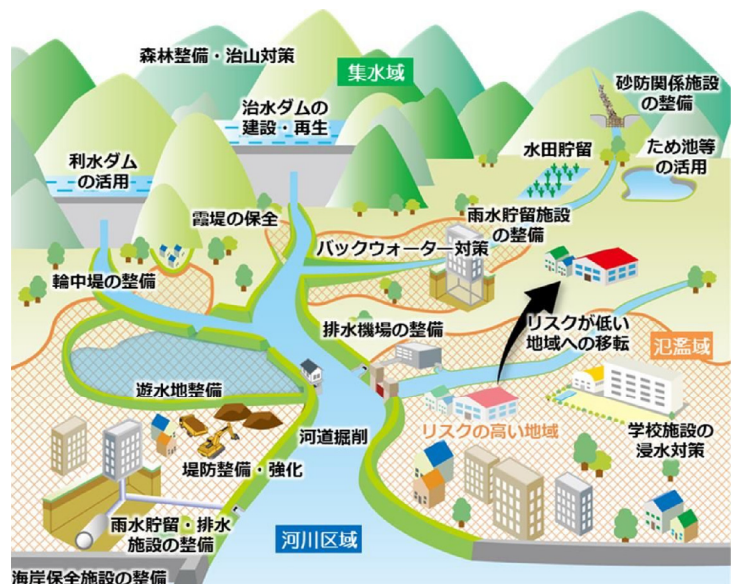 森林整備・治山対策
集水域
砂防関係施設
の整備
治水ダムの
建設・再生
水田貯留
ため池等
の活用
利水ダム
の活用
霞堤の保全
雨水貯留施設
の整備
バックウォーター対策
輪中堤の整備
排水機場の整備
リスクが低い
地域への移転
氾濫域
遊水地整備
リスクの高い地域
学校施設の
浸水対策
河道掘削
堤防整備・強化
雨水貯留・排水
施設の整備
河川区域
海岸保全施設の整備